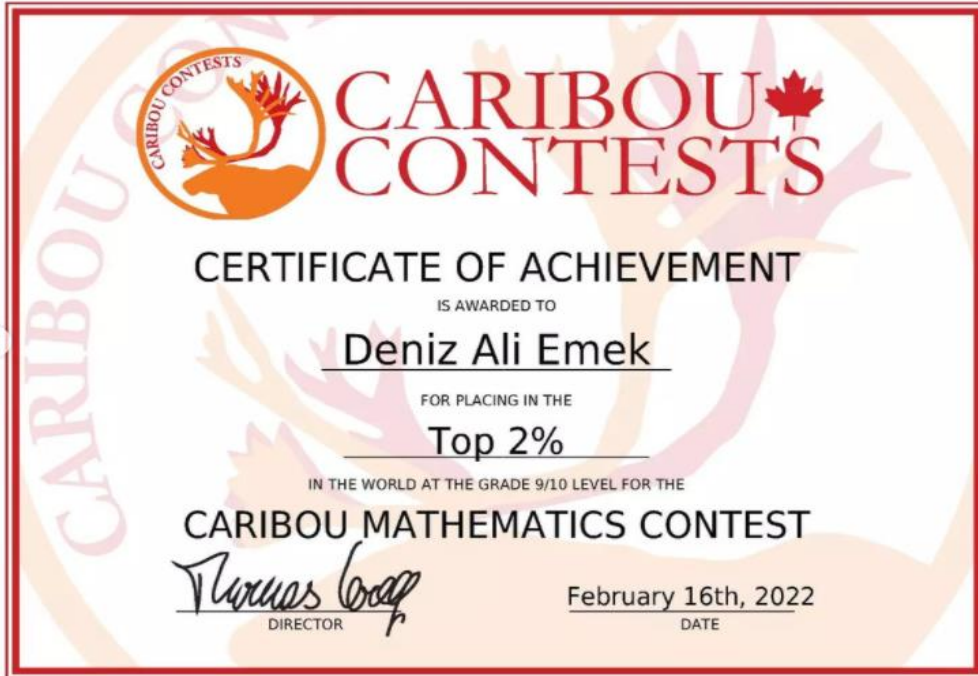 CARIBOU CONTESTS
CARIBOU
CONTESTS
CERTIFICATE OF ACHIEVEMENT
IS AWARDED TO
Deniz Ali Emek
FOR PLACING IN THE
Top 2%
IN THE WORLD AT THE GRADE 9/10 LEVEL FOR THE
CARIBOU MATHEMATICS CONTEST
Thomas
DIRECTOR
February 16th, 2022
DATE
CARIBOU CON